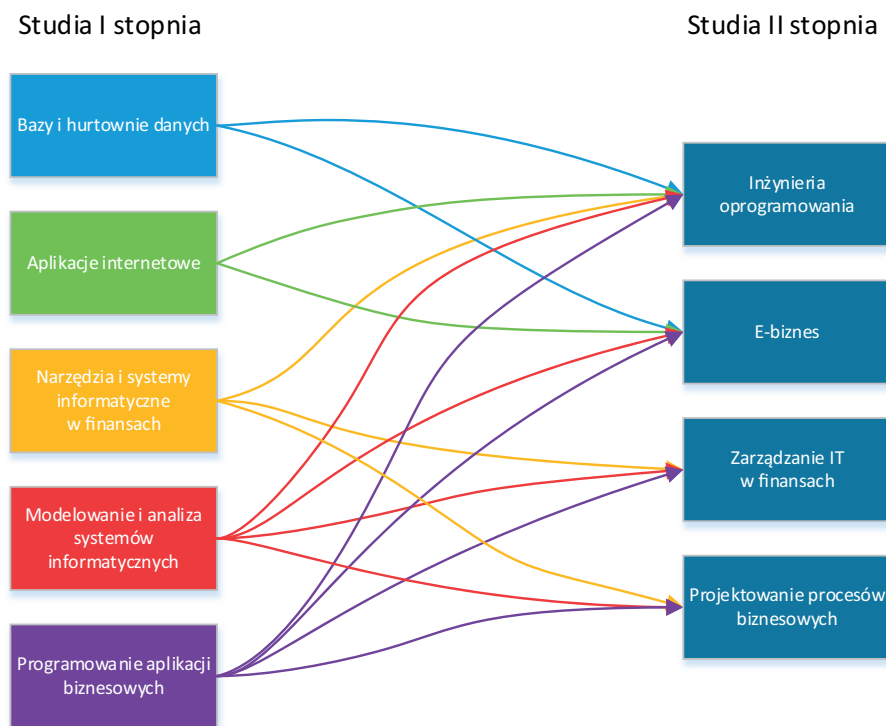 Studia I stopnia
Studia II stopnia
Bazy i hurtownie danych
Aplikacje internetowe
Narzędzia i systemy
informatyczne
w finansach
Modelowanie i analiza
systemów
informatycznych
Programowanie aplikacji
biznesowych
Inżynieria
oprogramowania
E-biznes
Zarządzanie IT
w finansach
Projektowanie procesów
biznesowych